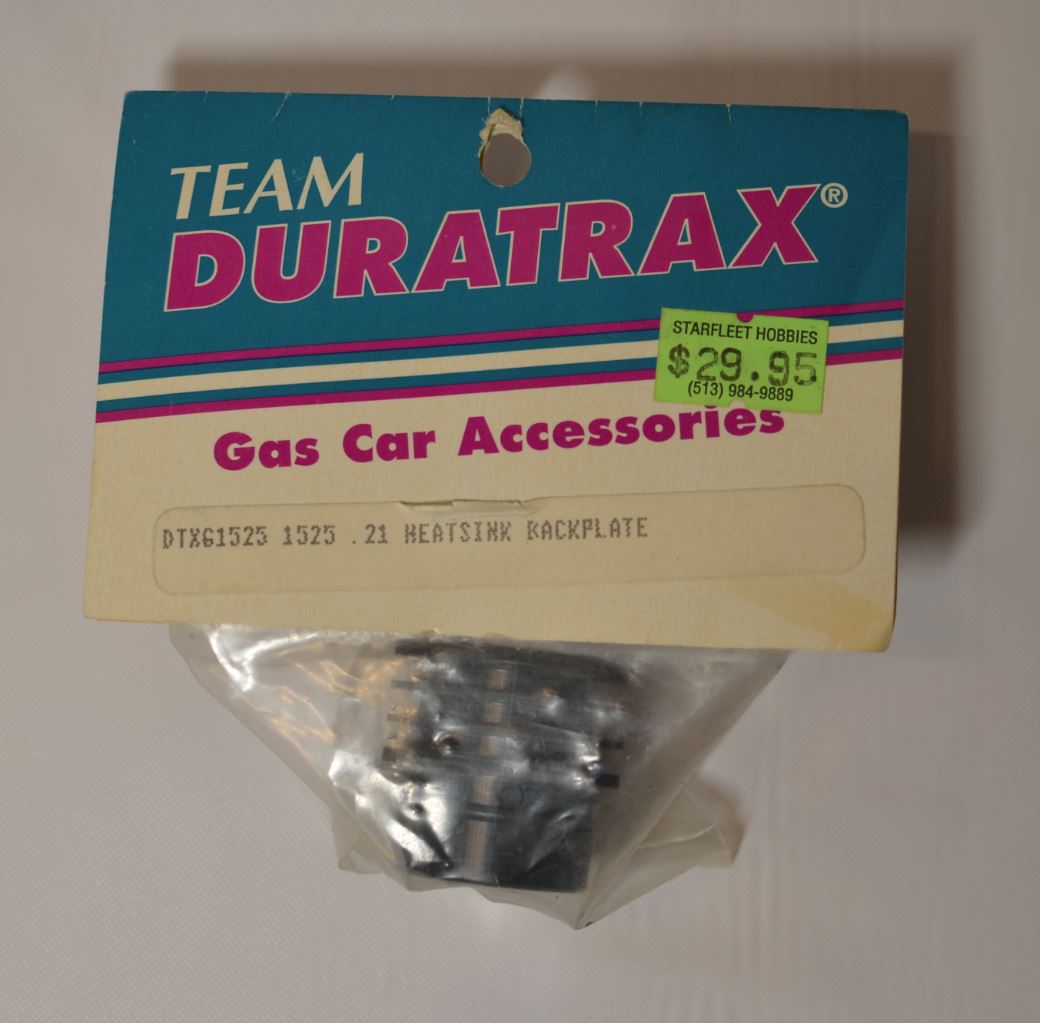 TEAM
DURATRAX®
STARFLEET HOBBIES
$29.95
(513) 984-9889
Gas Car Accessories
DTXG1525 1525 .21 HEATSINK BACKPLATE